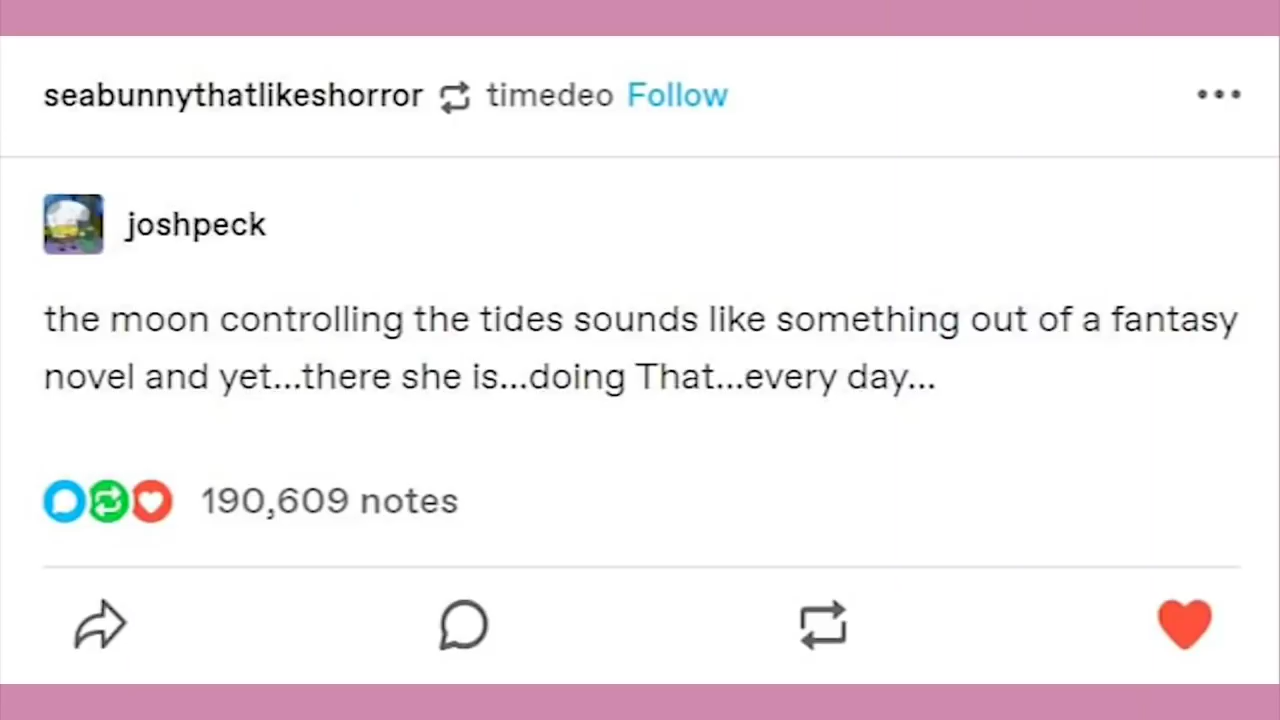 seabunnythatlikeshorror timedeo Follow
joshpeck
the moon controlling the tides sounds like something out of a fantasy
novel and yet...there she is...doing That...every day...
190,609 notes